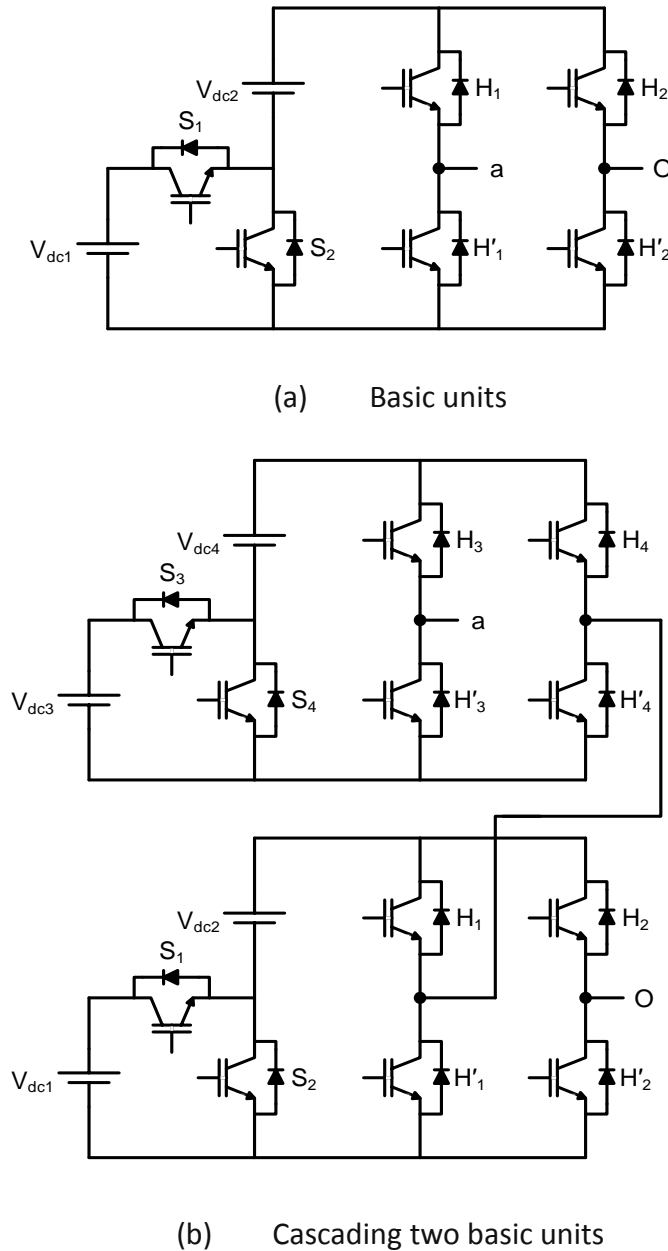 V_dc2
H₁
H₂
S₁
a
O
V_dc1
S₂
H'₁
H'₂
(a) Basic units
V_dc4
H₃
H₄
S₃
a
V_dc3
S₄
H'₃
H'₄
V_dc2
H₁
H₂
S₁
O
V_dc1
S₂
H'₁
H'₂
(b) Cascading two basic units